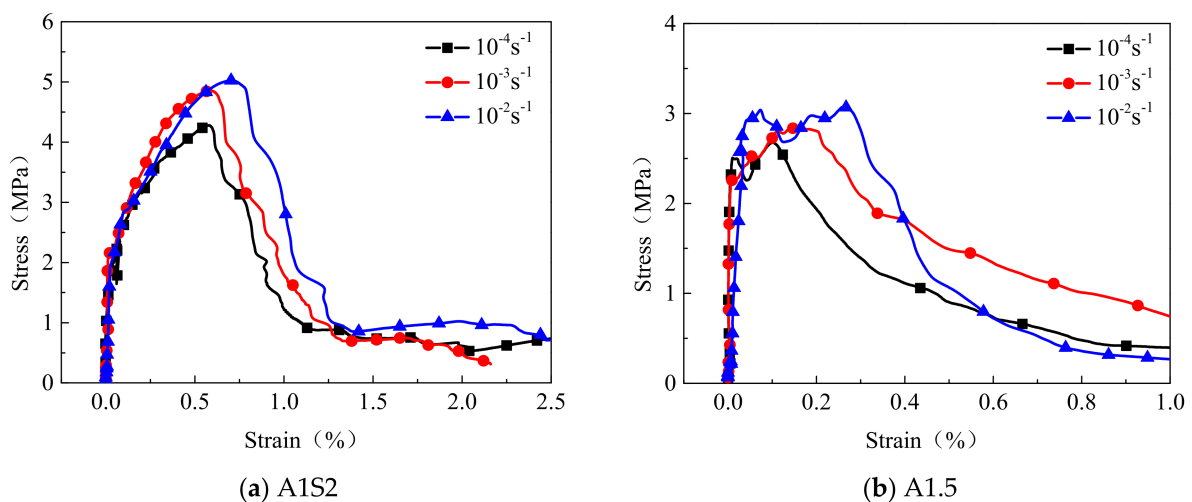 6
5
4
3
2
1
0
Stress（MPa）
10⁻⁴s⁻¹
10⁻³s⁻¹
10⁻²s⁻¹
0.0 0.5 1.0 1.5 2.0 2.5
Strain（%）
(a) A1S2
4
3
2
1
0
Stress（MPa）
10⁻⁴s⁻¹
10⁻³s⁻¹
10⁻²s⁻¹
0.0 0.2 0.4 0.6 0.8 1.0
Strain（%）
(b) A1.5